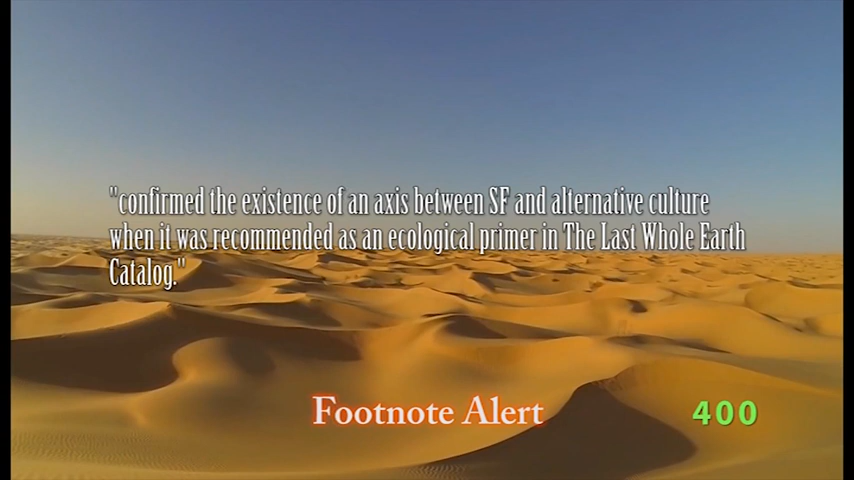 "confirmed the existence of an axis between SF and alternative culture
when it was recommended as an ecological primer in The Last Whole Earth
Catalog."
Footnote Alert
400